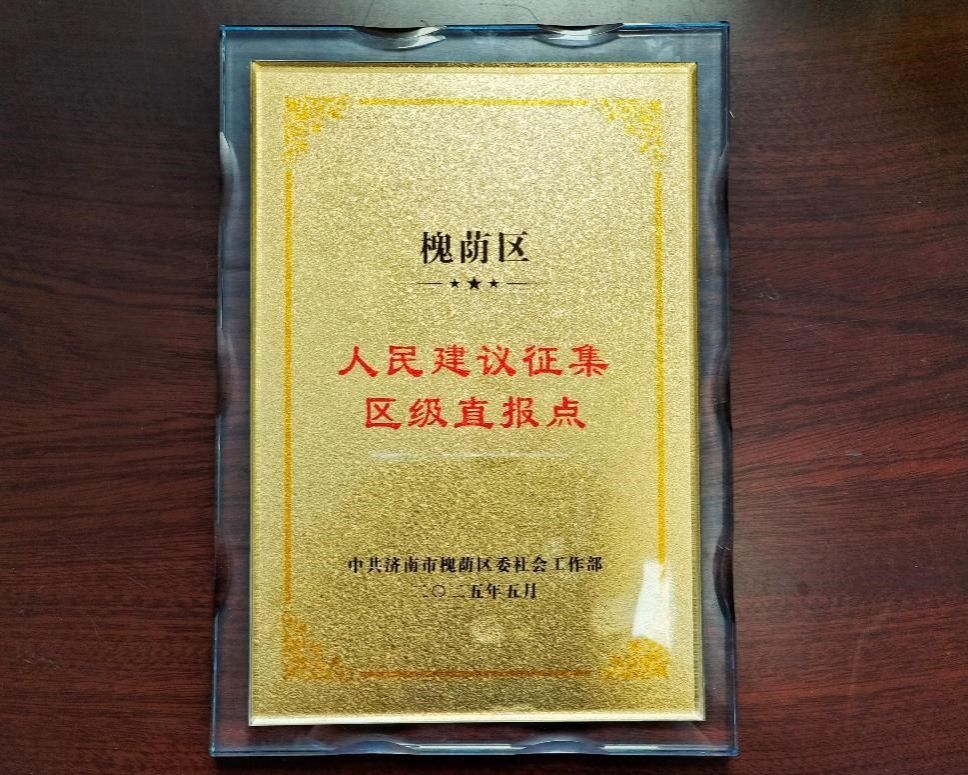 槐荫区
人民建议征集
区级直报点
中共济南市槐荫区委社会工作部
二〇二五年五月